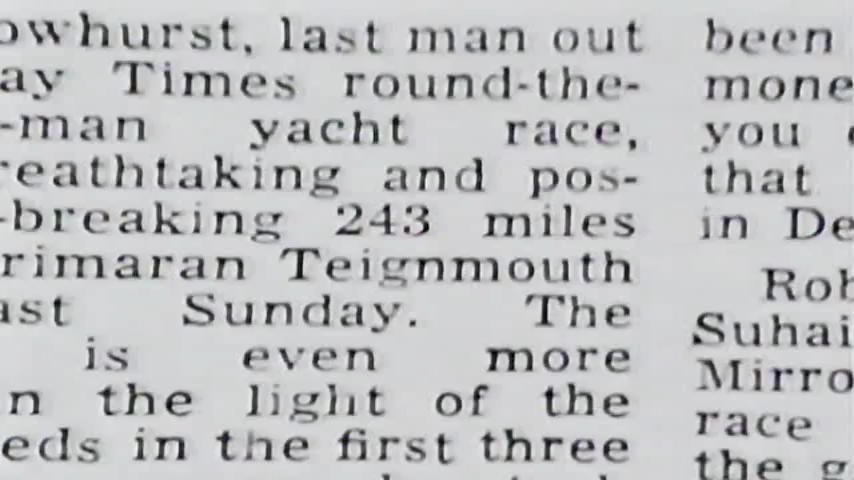 owhurst, last man out
ay Times round-the-
-man yacht race,
reathtaking and pos-
-breaking 243 miles
rimaran Teignmouth
ast Sunday. The
is even more
n the light of the
eds in the first three
been
mone
you
that
in De
Rob
Suhai
Mirro
race
the g